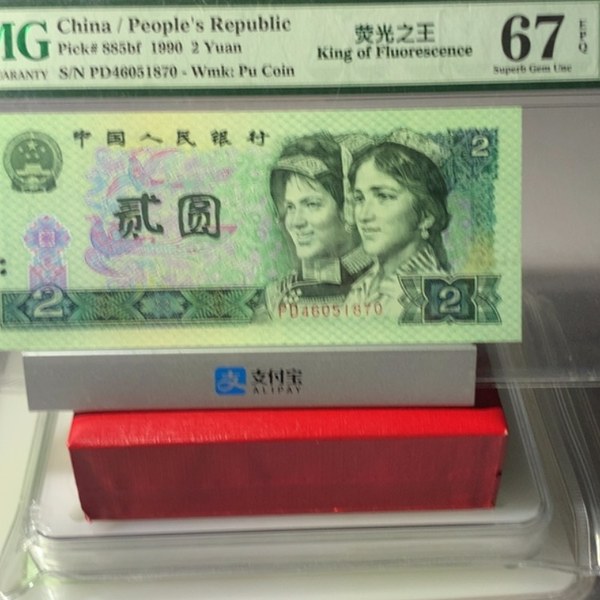 MG
China / People's Republic
Pick# 885bf 1990 2 Yuan
S/N PD46051870 - Wmk: Pu Coin
荧光之王
King of Fluorescence
67
EPQ
Superb Gem Unc
中国人民银行
2
贰圆
2
2
PD46051870
支付宝
ALIPAY